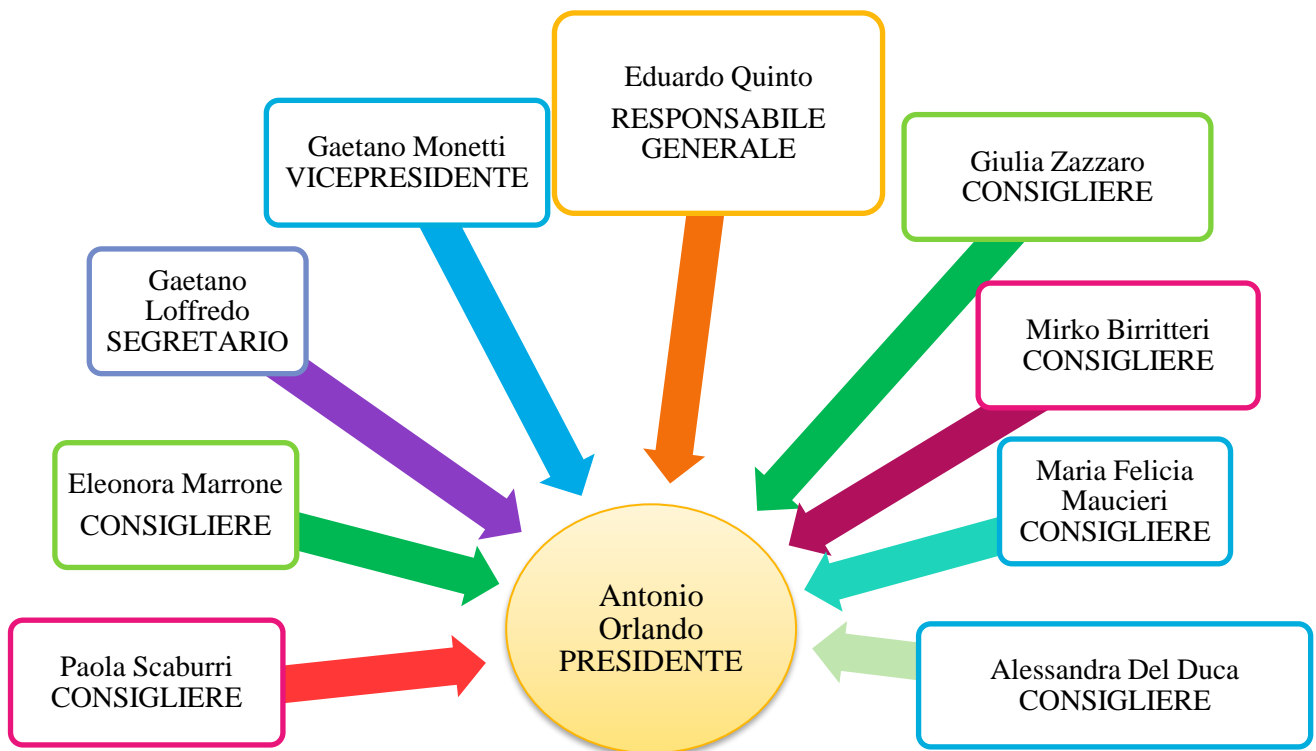 Eduardo Quinto
RESPONSABILE
GENERALE
Gaetano Monetti
VICEPRESIDENTE
Giulia Zazzaro
CONSIGLIERE
Gaetano
Loffredo
SEGRETARIO
Mirko Birritteri
CONSIGLIERE
Eleonora Marrone
CONSIGLIERE
Maria Felicia
Maucieri
CONSIGLIERE
Antonio
Orlando
PRESIDENTE
Paola Scaburri
CONSIGLIERE
Alessandra Del Duca
CONSIGLIERE